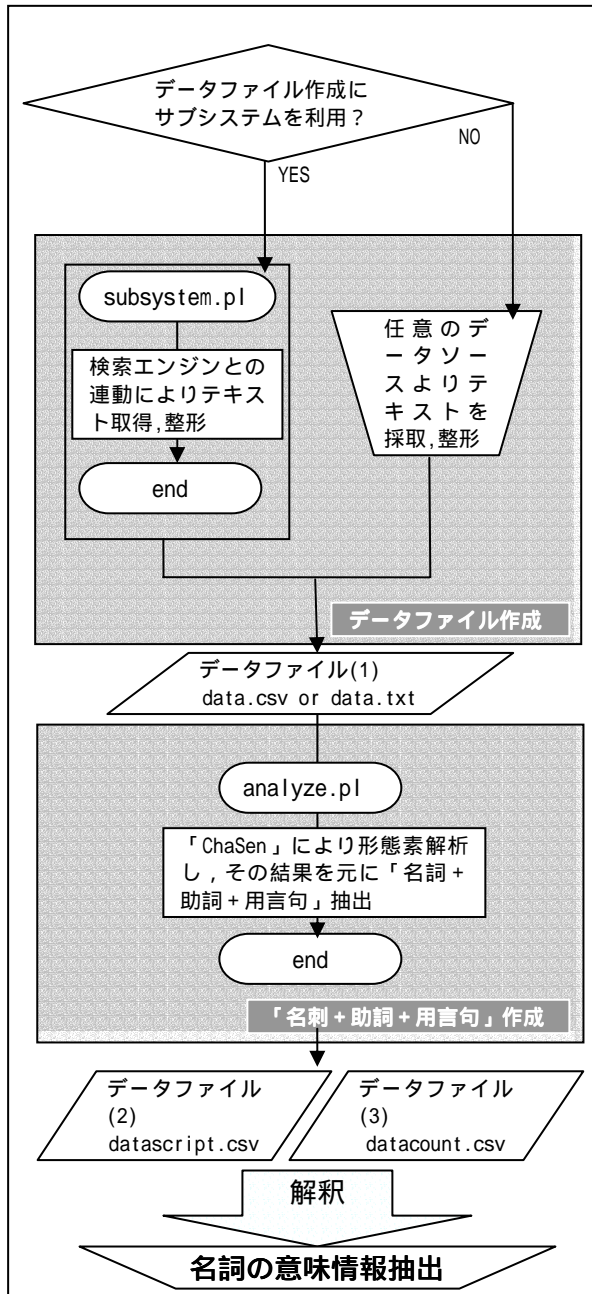 データファイル作成に
サブシステムを利用?
NO
YES
subsystem.pl
検索エンジンとの
連動によりテキス
ト取得,整形
end
任意のデ
ータソー
スよりテ
キストを
採取,整形
データファイル作成
データファイル(1)
data.csv or data.txt
analyze.pl
「ChaSen」により形態素解析
し,その結果を元に「名詞+
助詞+用言句」抽出
end
「名刺+助詞+用言句」作成
データファイル
(2)
datascript.csv
データファイル
(3)
datacount.csv
解釈
名詞の意味情報抽出